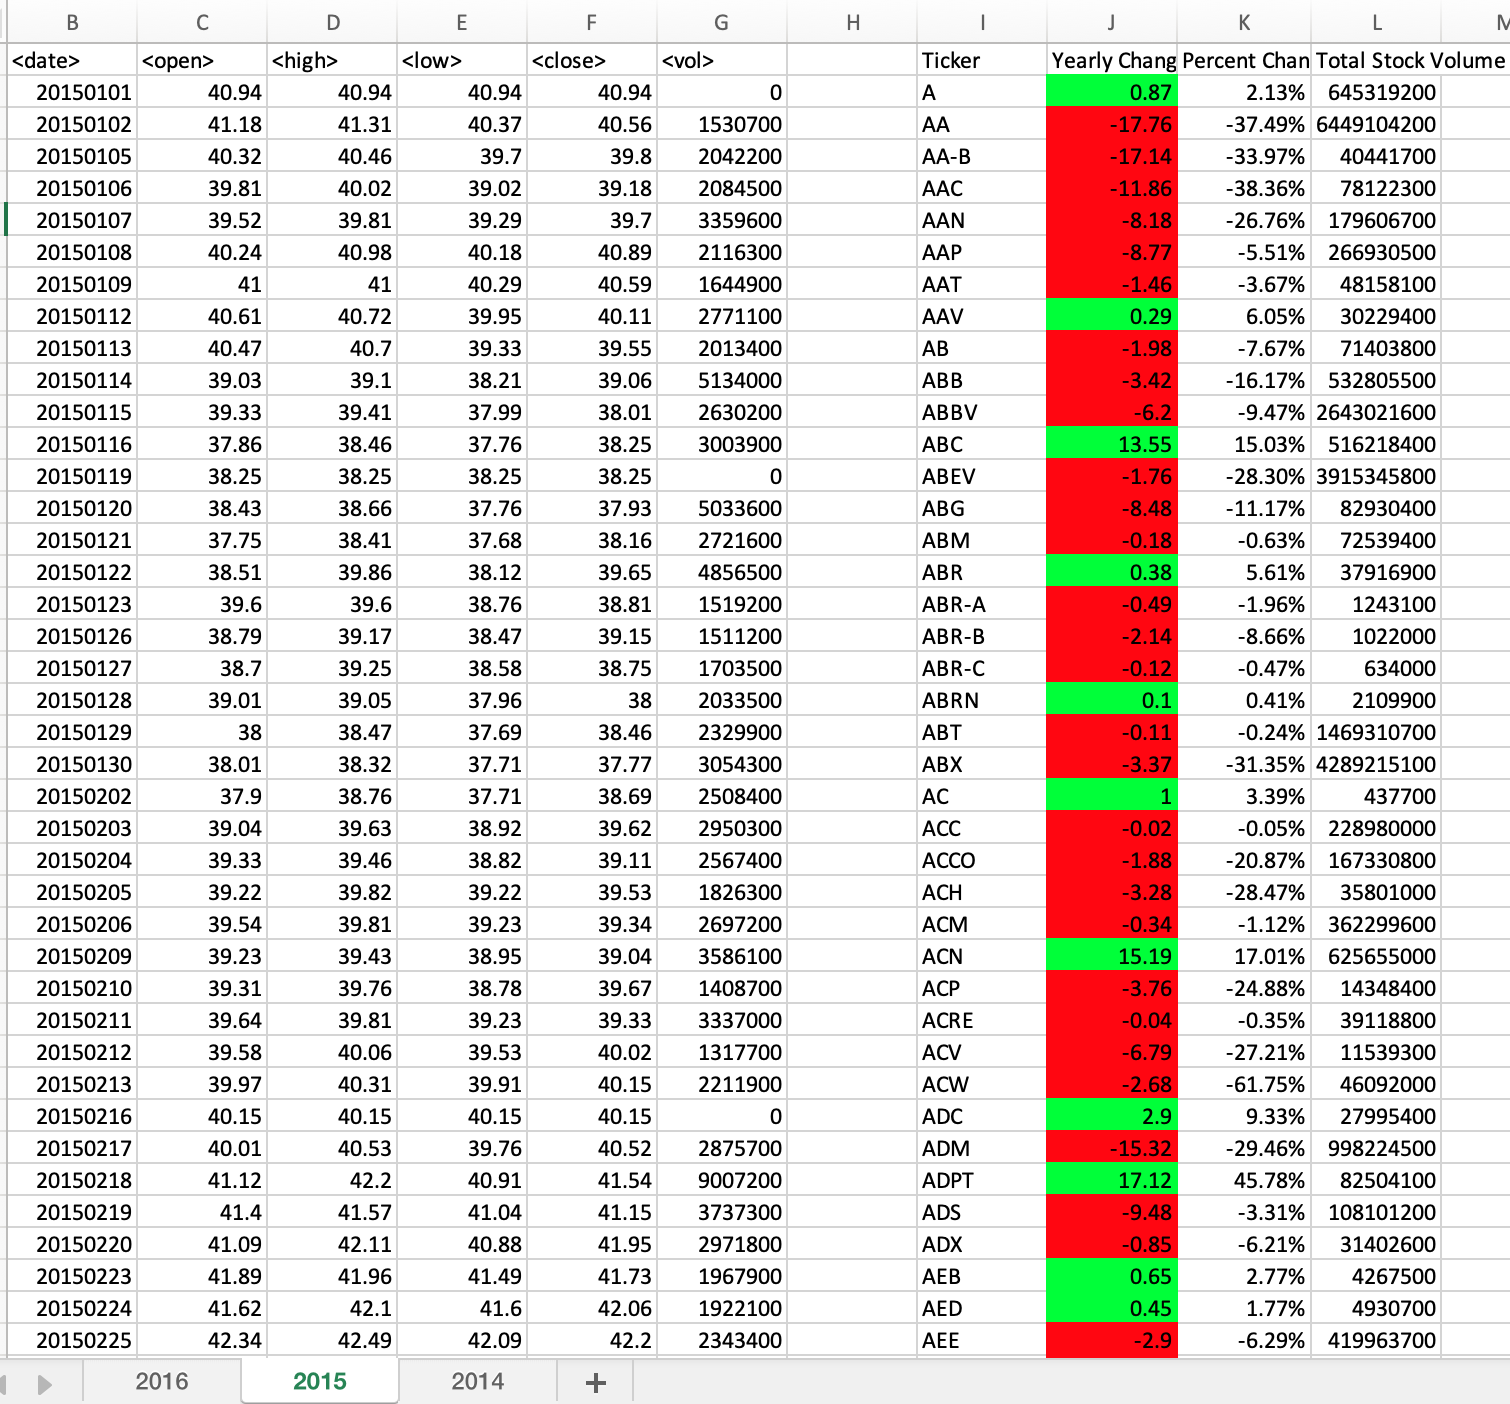 B C D E F G H I J K L M
<date> <open> <high> <low> <close> <vol> Ticker Yearly Chang Percent Chan Total Stock Volume
20150101 40.94 40.94 40.94 40.94 0 A 0.87 2.13% 645319200
20150102 41.18 41.31 40.37 40.56 1530700 AA -17.76 -37.49% 6449104200
20150105 40.32 40.46 39.7 39.8 2042200 AA-B -17.14 -33.97% 40441700
20150106 39.81 40.02 39.02 39.18 2084500 AAC -11.86 -38.36% 78122300
20150107 39.52 39.81 39.29 39.7 3359600 AAN -8.18 -26.76% 179606700
20150108 40.24 40.98 40.18 40.89 2116300 AAP -8.77 -5.51% 266930500
20150109 41 41 40.29 40.59 1644900 AAT -1.46 -3.67% 48158100
20150112 40.61 40.72 39.95 40.11 2771100 AAV 0.29 6.05% 30229400
20150113 40.47 40.7 39.33 39.55 2013400 AB -1.98 -7.67% 71403800
20150114 39.03 39.1 38.21 39.06 5134000 ABB -3.42 -16.17% 532805500
20150115 39.33 39.41 37.99 38.01 2630200 ABBV -6.2 -9.47% 2643021600
20150116 37.86 38.46 37.76 38.25 3003900 ABC 13.55 15.03% 516218400
20150119 38.25 38.25 38.25 38.25 0 ABEV -1.76 -28.30% 3915345800
20150120 38.43 38.66 37.76 37.93 5033600 ABG -8.48 -11.17% 82930400
20150121 37.75 38.41 37.68 38.16 2721600 ABM -0.18 -0.63% 72539400
20150122 38.51 39.86 38.12 39.65 4856500 ABR 0.38 5.61% 37916900
20150123 39.6 39.6 38.76 38.81 1519200 ABR-A -0.49 -1.96% 1243100
20150126 38.79 39.17 38.47 39.15 1511200 ABR-B -2.14 -8.66% 1022000
20150127 38.7 39.25 38.58 38.75 1703500 ABR-C -0.12 -0.47% 634000
20150128 39.01 39.05 37.96 38 2033500 ABRN 0.1 0.41% 2109900
20150129 38 38.47 37.69 38.46 2329900 ABT -0.11 -0.24% 1469310700
20150130 38.01 38.32 37.71 37.77 3054300 ABX -3.37 -31.35% 4289215100
20150202 37.9 38.76 37.71 38.69 2508400 AC 1 3.39% 437700
20150203 39.04 39.63 38.92 39.62 2950300 ACC -0.02 -0.05% 228980000
20150204 39.33 39.46 38.82 39.11 2567400 ACCO -1.88 -20.87% 167330800
20150205 39.22 39.82 39.22 39.53 1826300 ACH -3.28 -28.47% 35801000
20150206 39.54 39.81 39.23 39.34 2697200 ACM -0.34 -1.12% 362299600
20150209 39.23 39.43 38.95 39.04 3586100 ACN 15.19 17.01% 625655000
20150210 39.31 39.76 38.78 39.67 1408700 ACP -3.76 -24.88% 14348400
20150211 39.64 39.81 39.23 39.33 3337000 ACRE -0.04 -0.35% 39118800
20150212 39.58 40.06 39.53 40.02 1317700 ACV -6.79 -27.21% 11539300
20150213 39.97 40.31 39.91 40.15 2211900 ACW -2.68 -61.75% 46092000
20150216 40.15 40.15 40.15 40.15 0 ADC 2.9 9.33% 27995400
20150217 40.01 40.53 39.76 40.52 2875700 ADM -15.32 -29.46% 998224500
20150218 41.12 42.2 40.91 41.54 9007200 ADPT 17.12 45.78% 82504100
20150219 41.4 41.57 41.04 41.15 3737300 ADS -9.48 -3.31% 108101200
20150220 41.09 42.11 40.88 41.95 2971800 ADX -0.85 -6.21% 31402600
20150223 41.89 41.96 41.49 41.73 1967900 AEB 0.65 2.77% 4267500
20150224 41.62 42.1 41.6 42.06 1922100 AED 0.45 1.77% 4930700
20150225 42.34 42.49 42.09 42.2 2343400 AEE -2.9 -6.29% 419963700
2016 2015 2014 +